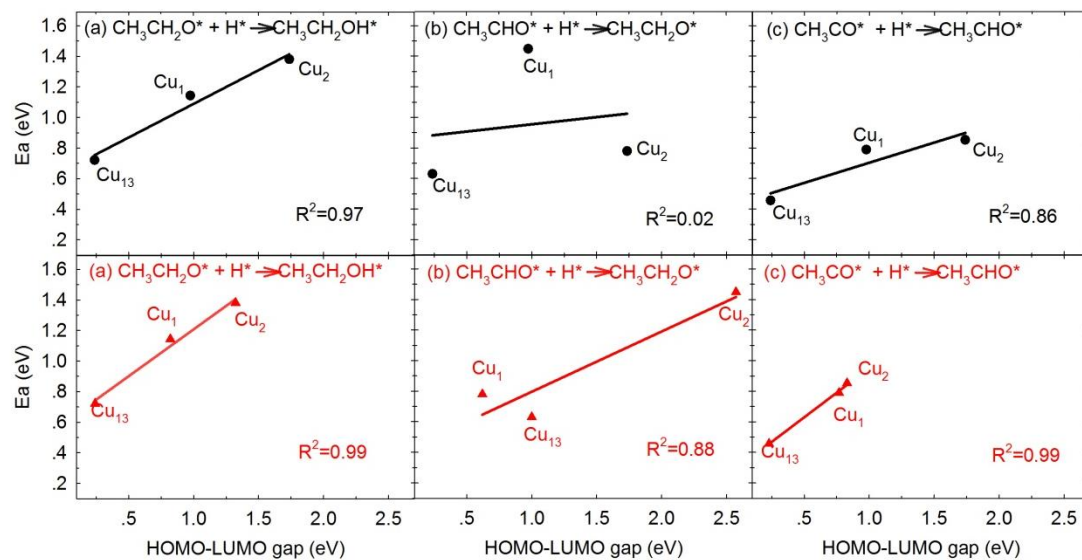 (a) CH₃CH₂O* + H* → CH₃CH₂OH*
(b) CH₃CHO* + H* → CH₃CH₂O*
(c) CH₃CO* + H* → CH₃CHO*
Ea (eV)
1.6
1.4
1.2
1.0
.8
.6
.4
.2
Cu₁₃
Cu₁
Cu₂
R²=0.97
Cu₁₃
Cu₁
Cu₂
R²=0.02
Cu₁₃
Cu₁
Cu₂
R²=0.86
(a) CH₃CH₂O* + H* → CH₃CH₂OH*
(b) CH₃CHO* + H* → CH₃CH₂O*
(c) CH₃CO* + H* → CH₃CHO*
Ea (eV)
1.6
1.4
1.2
1.0
.8
.6
.4
.2
Cu₁₃
Cu₁
Cu₂
R²=0.99
Cu₁
Cu₁₃
Cu₂
R²=0.88
Cu₁₃
Cu₁
Cu₂
R²=0.99
.5 1.0 1.5 2.0 2.5
.5 1.0 1.5 2.0 2.5
.5 1.0 1.5 2.0 2.5
HOMO-LUMO gap (eV)
HOMO-LUMO gap (eV)
HOMO-LUMO gap (eV)